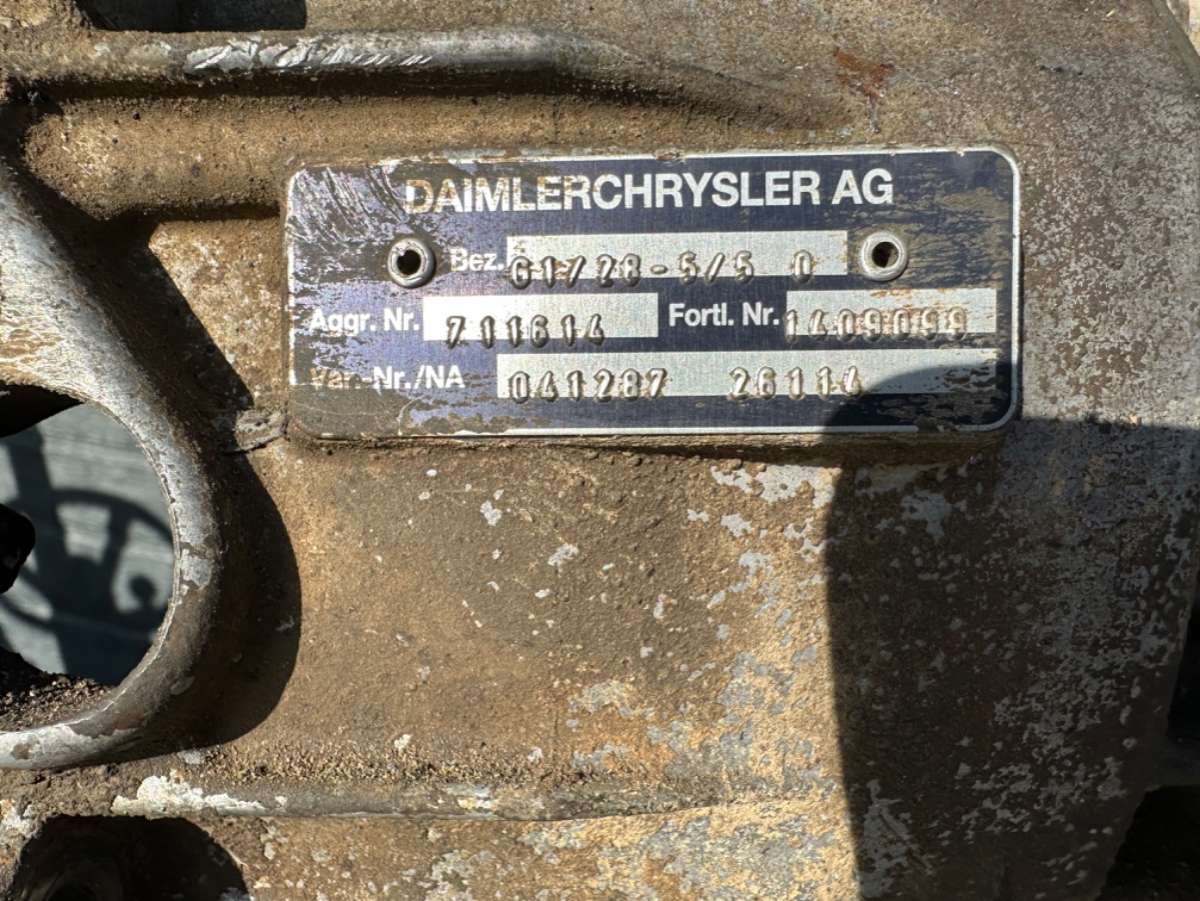 DAIMLERCHRYSLER AG
Bez. G1/28-5/5 0
Aggr. Nr. 711614 Fortl. Nr. 1409099
Var.-Nr./NA 041287 26114